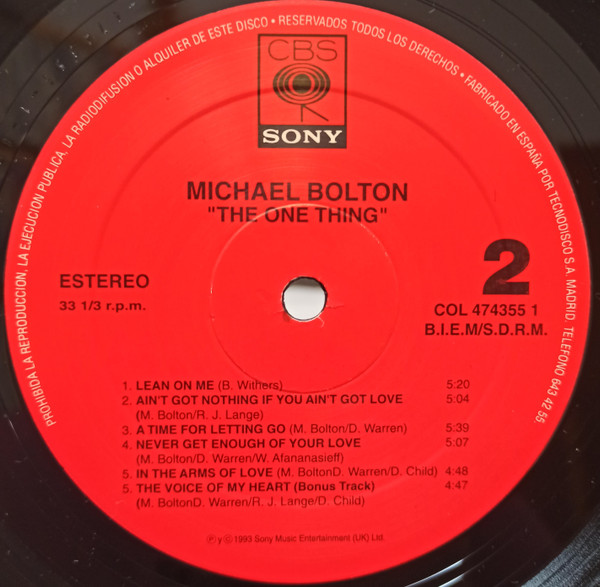 PROHIBIDA LA REPRODUCCION, LA EJECUCION PUBLICA, LA RADIODIFUSION O ALQUILER DE ESTE DISCO • RESERVADOS TODOS LOS DERECHOS • FABRICADO EN ESPAÑA POR TECNODISCO S A MADRID, TELEFONO 643 42 55
CBS
SONY
MICHAEL BOLTON
"THE ONE THING"
ESTEREO
33 1/3 r.p.m.
2
COL 474355 1
B.I.E.M/S.D.R.M.
1. LEAN ON ME (B. Withers) 5:20
2. AIN'T GOT NOTHING IF YOU AIN'T GOT LOVE 5:04
(M. Bolton/R. J. Lange)
3. A TIME FOR LETTING GO (M. Bolton/D. Warren) 5:39
4. NEVER GET ENOUGH OF YOUR LOVE 5:07
(M. Bolton/D. Warren/W. Afananasieff)
5. IN THE ARMS OF LOVE (M. BoltonD. Warren/D. Child) 4:48
5. THE VOICE OF MY HEART (Bonus Track) 4:47
(M. BoltonD. Warren/R. J. Lange/D. Child)
Ⓟ y Ⓒ 1993 Sony Music Entertainment (UK) Ltd.